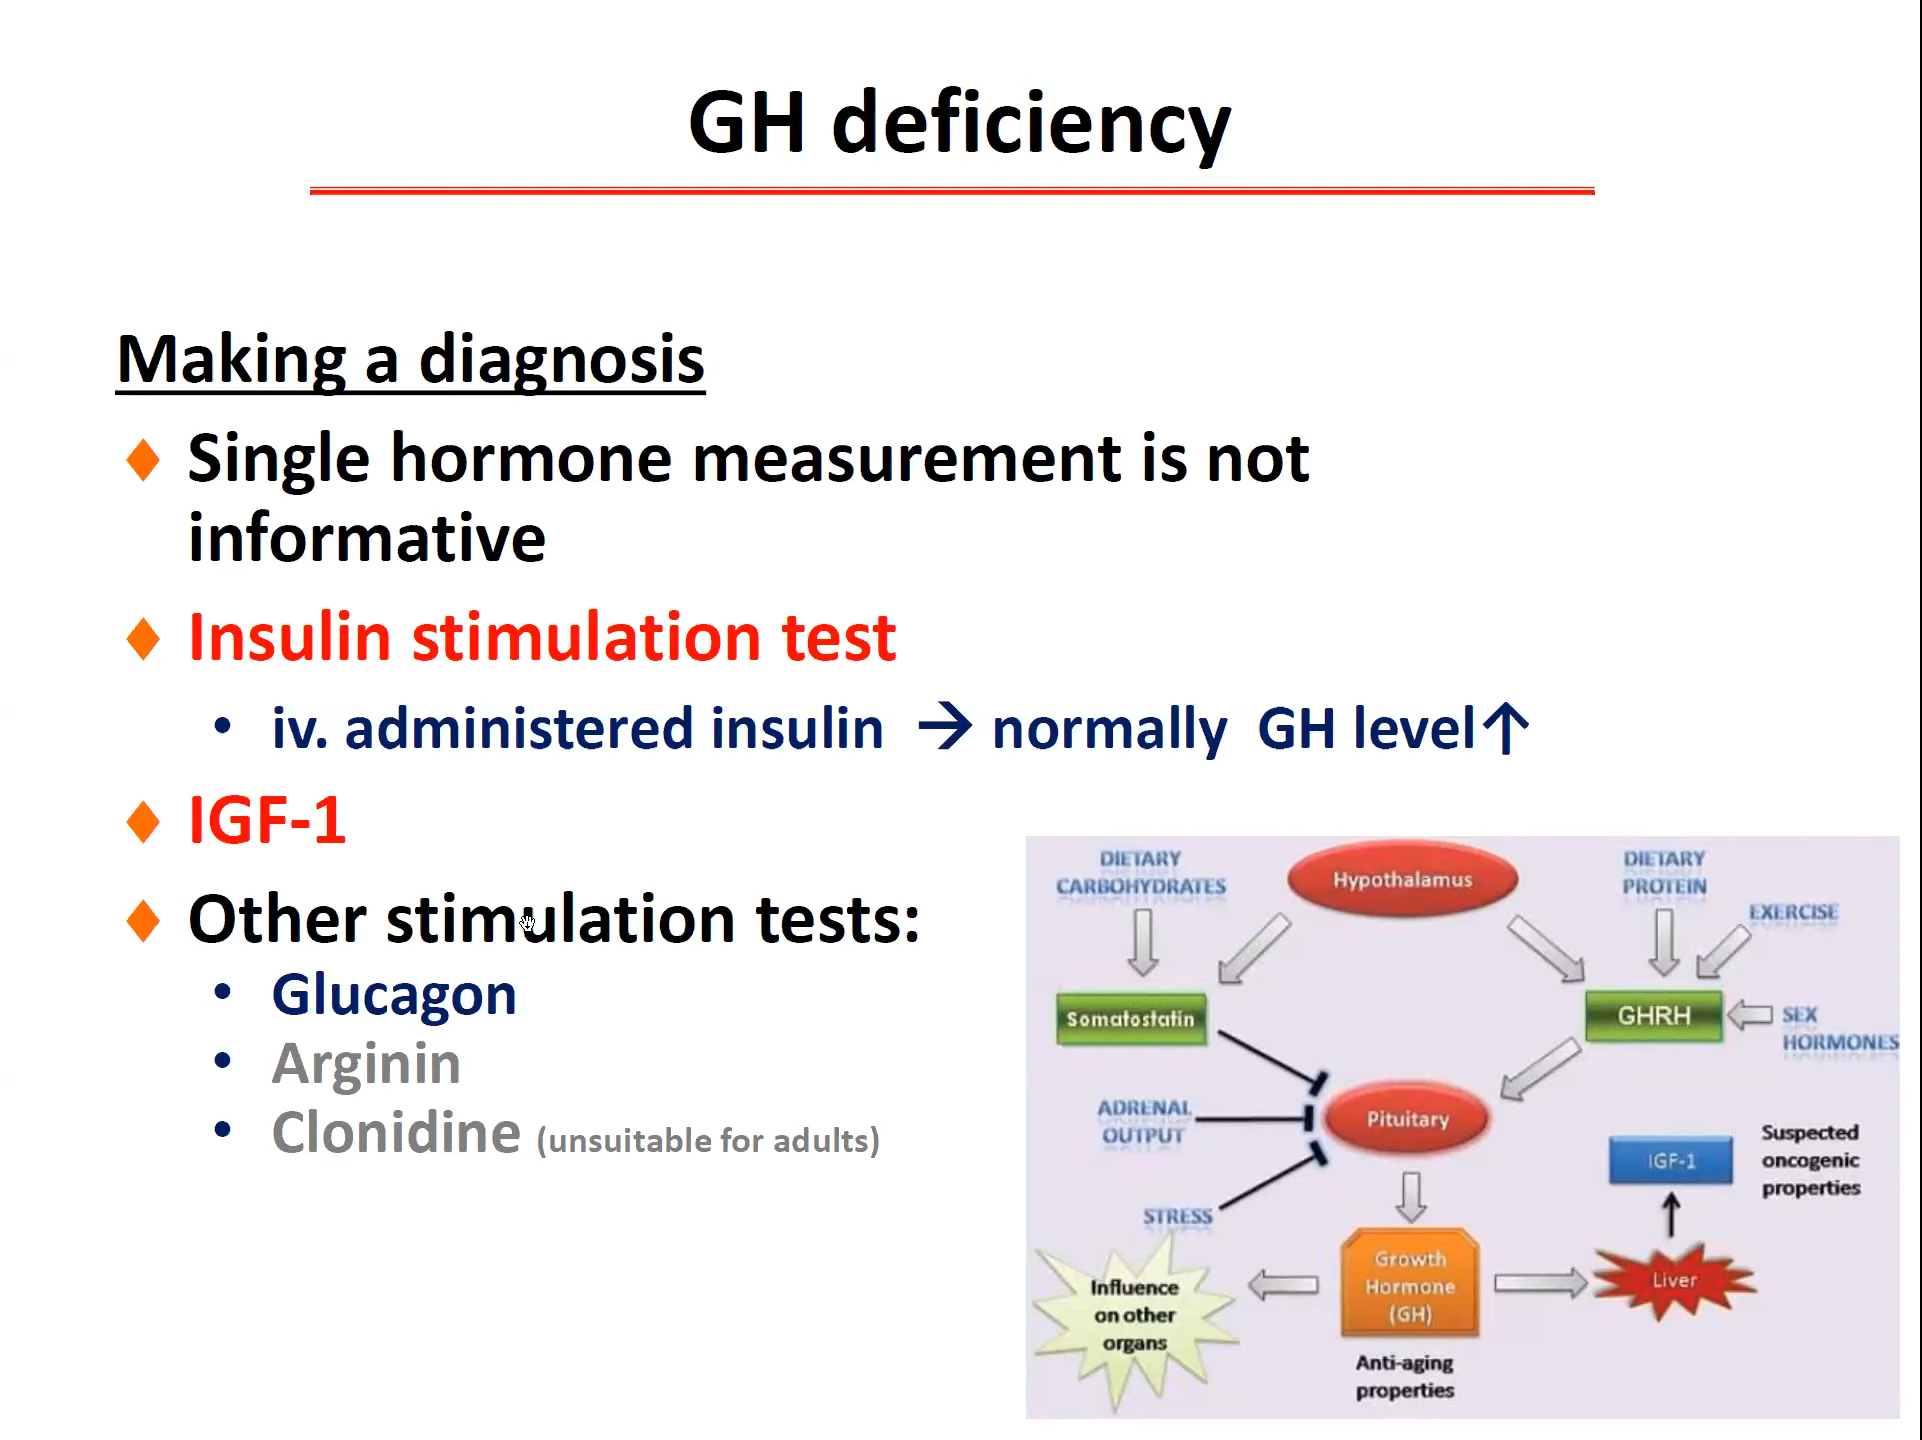 GH deficiency
Making a diagnosis
♦ Single hormone measurement is not
informative
♦ Insulin stimulation test
• iv. administered insulin → normally GH level↑
♦ IGF-1
♦ Other stimulation tests:
• Glucagon
• Arginin
• Clonidine (unsuitable for adults)
DIETARY
CARBOHYDRATES
Hypothalamus
DIETARY
PROTEIN
EXERCISE
Somatostatin
GHRH
SEX
HORMONES
ADRENAL
OUTPUT
Pituitary
STRESS
IGF-1
Suspected
oncogenic
properties
Influence
on other
organs
Growth
Hormone
(GH)
Liver
Anti-aging
properties